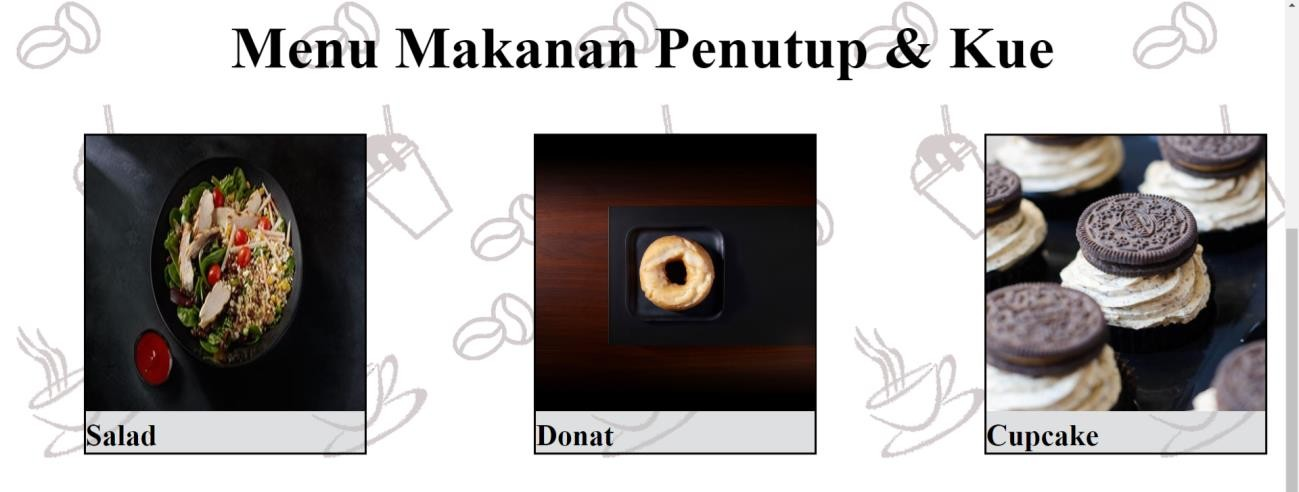 Menu Makanan Penutup & Kue
Salad
Donat
Cupcake